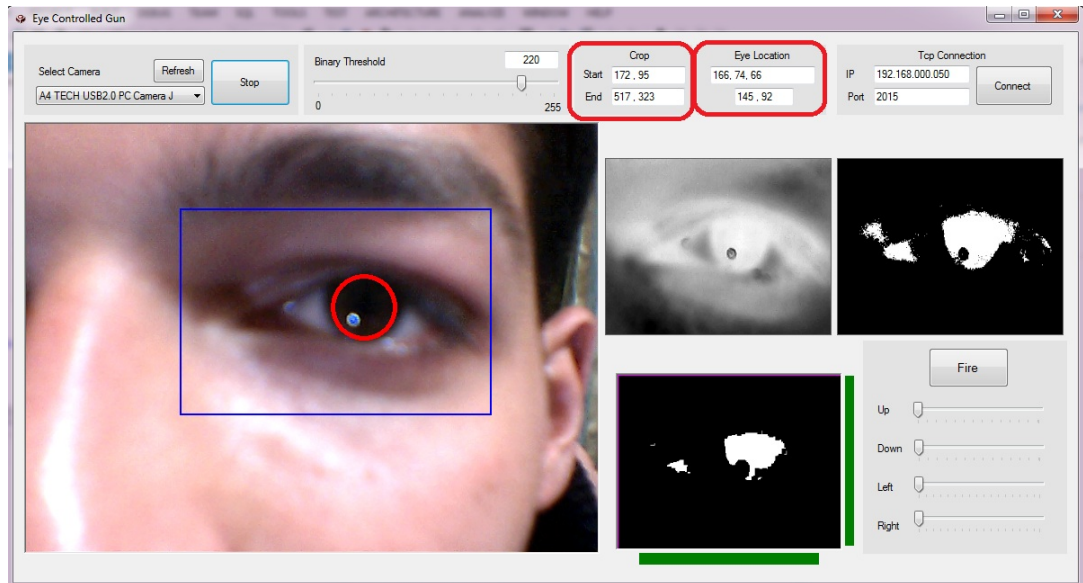 Eye Controlled Gun
Select Camera
Refresh
A4 TECH USB2.0 PC Camera J
Stop
Binary Threshold
220
0
255
Crop
Start 172 , 95
End 517 , 323
Eye Location
166, 74, 66
145 , 92
Tcp Connection
IP 192.168.000.050
Port 2015
Connect
Fire
Up
Down
Left
Right